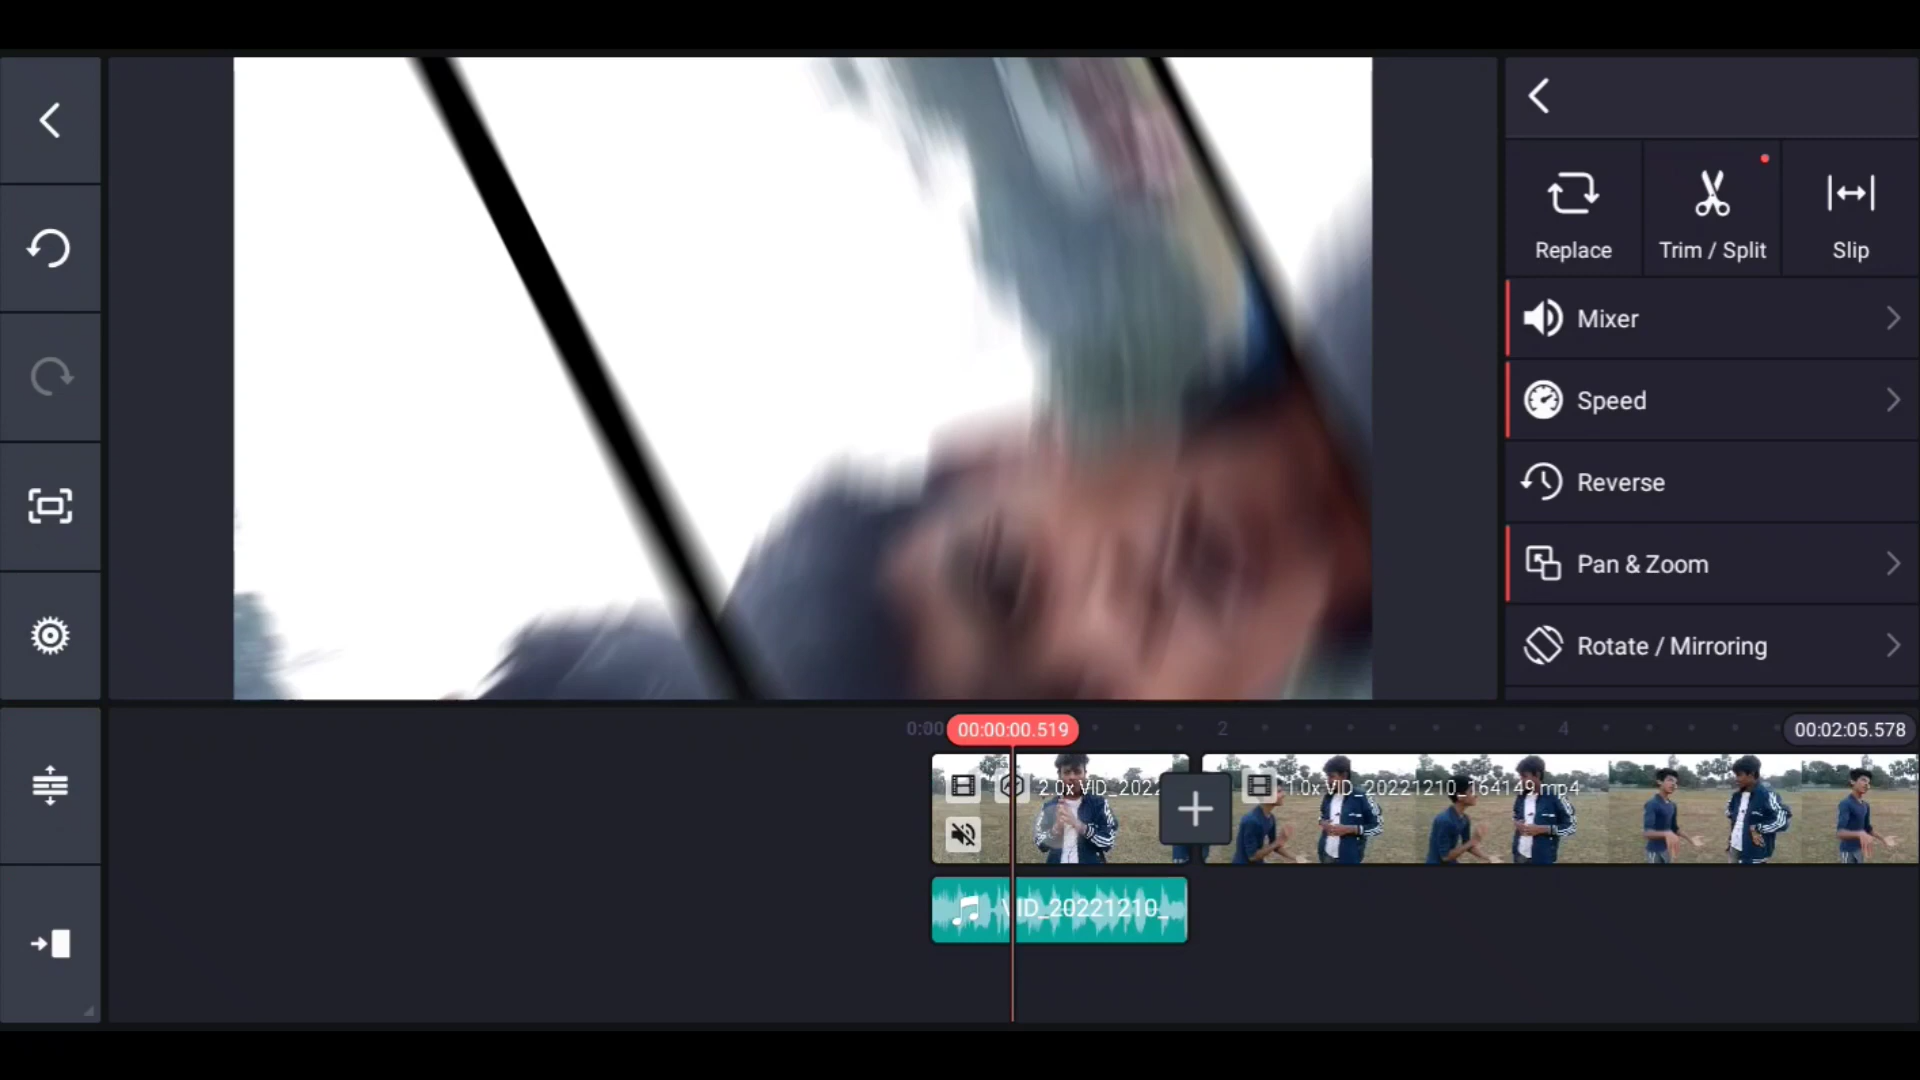 Replace
Trim / Split
Slip
Mixer
Speed
Reverse
Pan & Zoom
Rotate / Mirroring
0:00
00:00:00.519
2
4
00:02:05.578
2.0x VID_2022
1.0x VID_20221210_164149.mp4
VID_20221210_